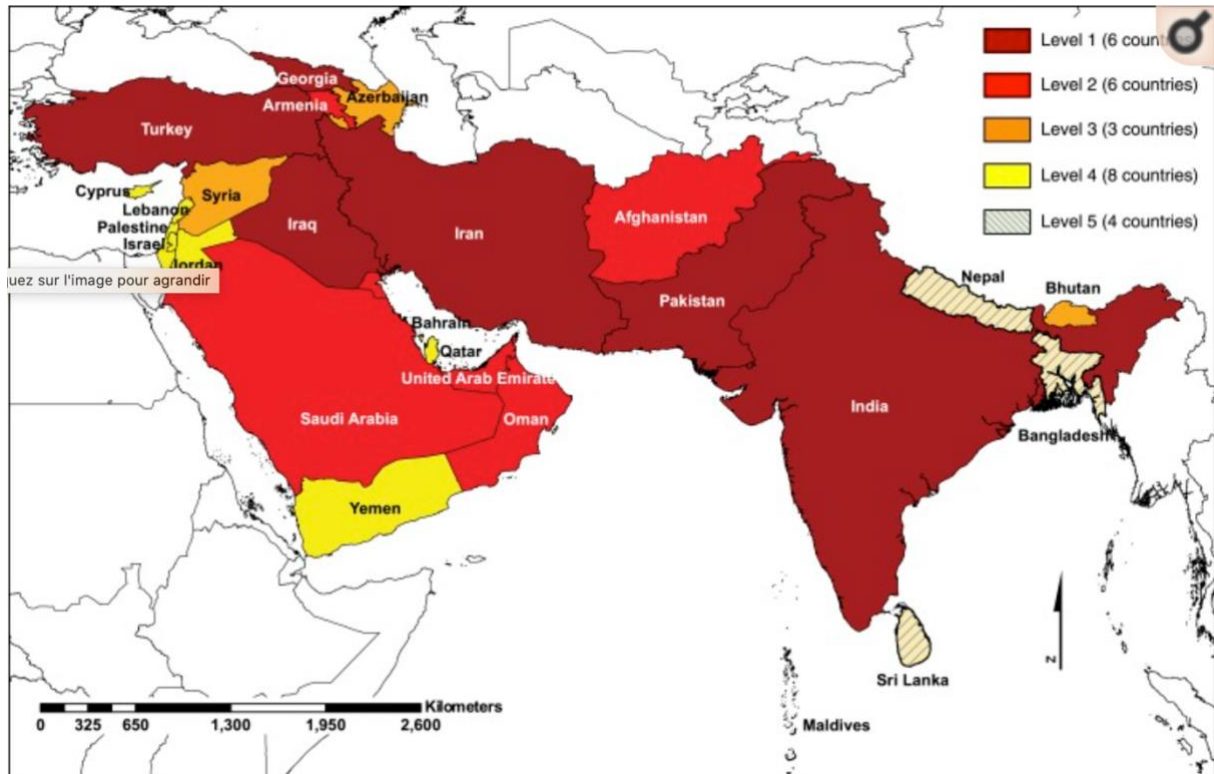 Level 1 (6 count
Level 2 (6 countries)
Level 3 (3 countries)
Level 4 (8 countries)
Level 5 (4 countries)
Georgia
Armenia
Azerbaijan
Turkey
Cyprus
Syria
Lebanon
Palestine
Israel
Jordan
Iraq
Iran
Afghanistan
uez sur l'image pour agrandir
Pakistan
Nepal
Bhutan
Bahrain
Qatar
United Arab Emirate
Saudi Arabia
Oman
India
Bangladesh
Yemen
Sri Lanka
Maldives
N
Kilometers
0 325 650 1,300 1,950 2,600